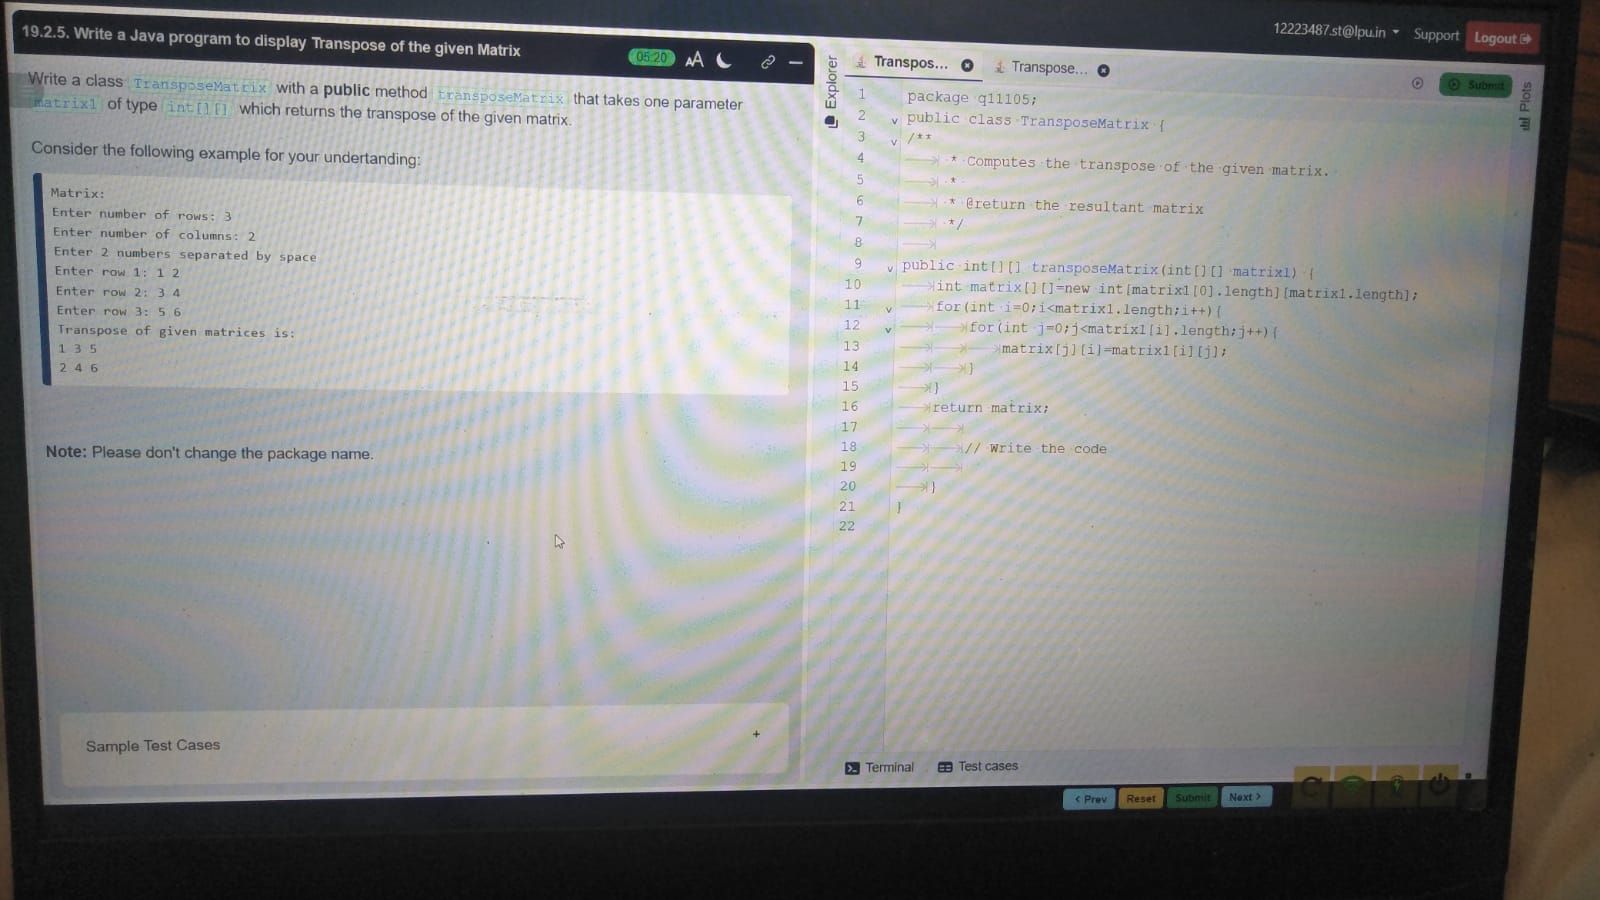 19.2.5. Write a Java program to display Transpose of the given Matrix
05:20
AA
Write a class TransposeMatrix with a public method transposeMatrix that takes one parameter
matrix1 of type int[][] which returns the transpose of the given matrix.
Consider the following example for your undertanding:
Matrix:
Enter number of rows: 3
Enter number of columns: 2
Enter 2 numbers separated by space
Enter row 1: 1 2
Enter row 2: 3 4
Enter row 3: 5 6
Transpose of given matrices is:
1 3 5
2 4 6
Note: Please don't change the package name.
Sample Test Cases
+
12223487.st@lpu.in
Support
Logout
Explorer
Transpos...
Transpose...
Submit
Plots
1 package q11105;
2 public class TransposeMatrix {
3 /**
4 * Computes the transpose of the given matrix.
5 *
6 * @return the resultant matrix
7 */
8
9 public int[][] transposeMatrix(int[][] matrix1) {
10 int matrix[][]=new int[matrix1[0].length][matrix1.length];
11 for(int i=0;i<matrix1.length;i++){
12 for(int j=0;j<matrix1[i].length;j++){
13 matrix[j][i]=matrix1[i][j];
14 }
15 }
16 return matrix;
17
18 // Write the code
19
20 }
21 }
22
Terminal
Test cases
< Prev
Reset
Submit
Next >